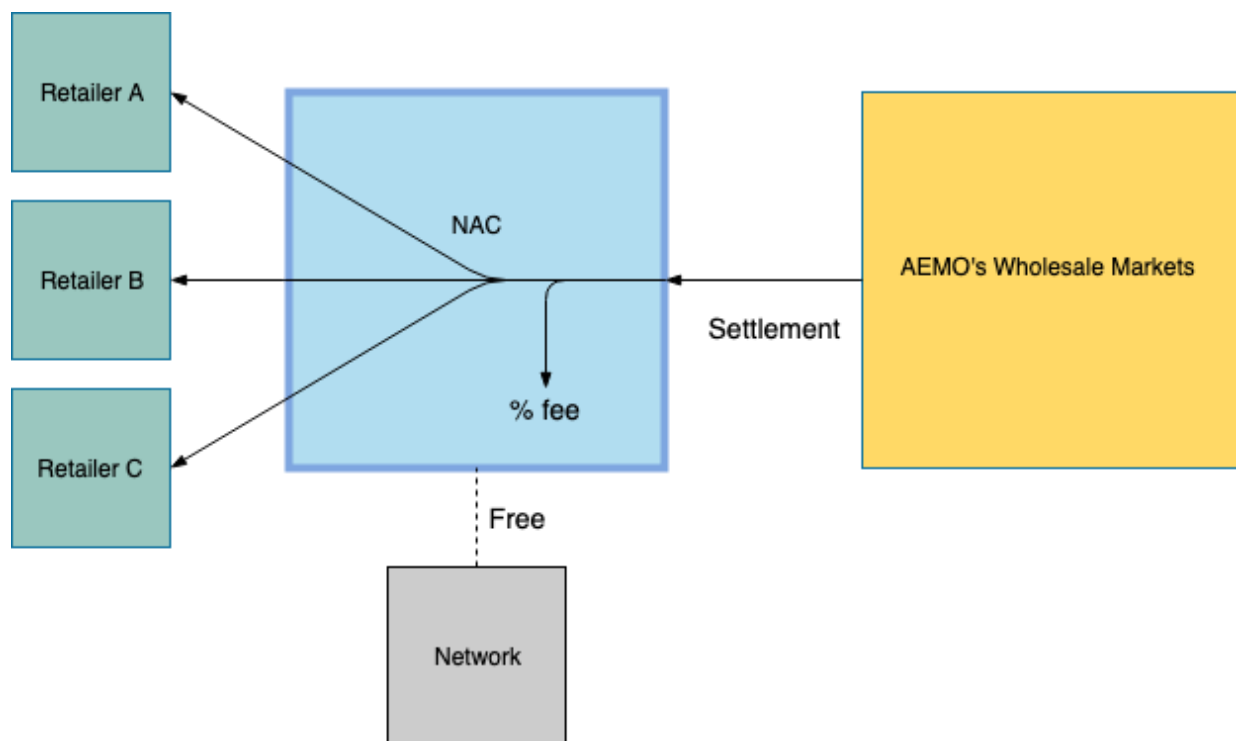 Retailer A
NAC
Retailer B
AEMO's Wholesale Markets
Settlement
% fee
Retailer C
Free
Network